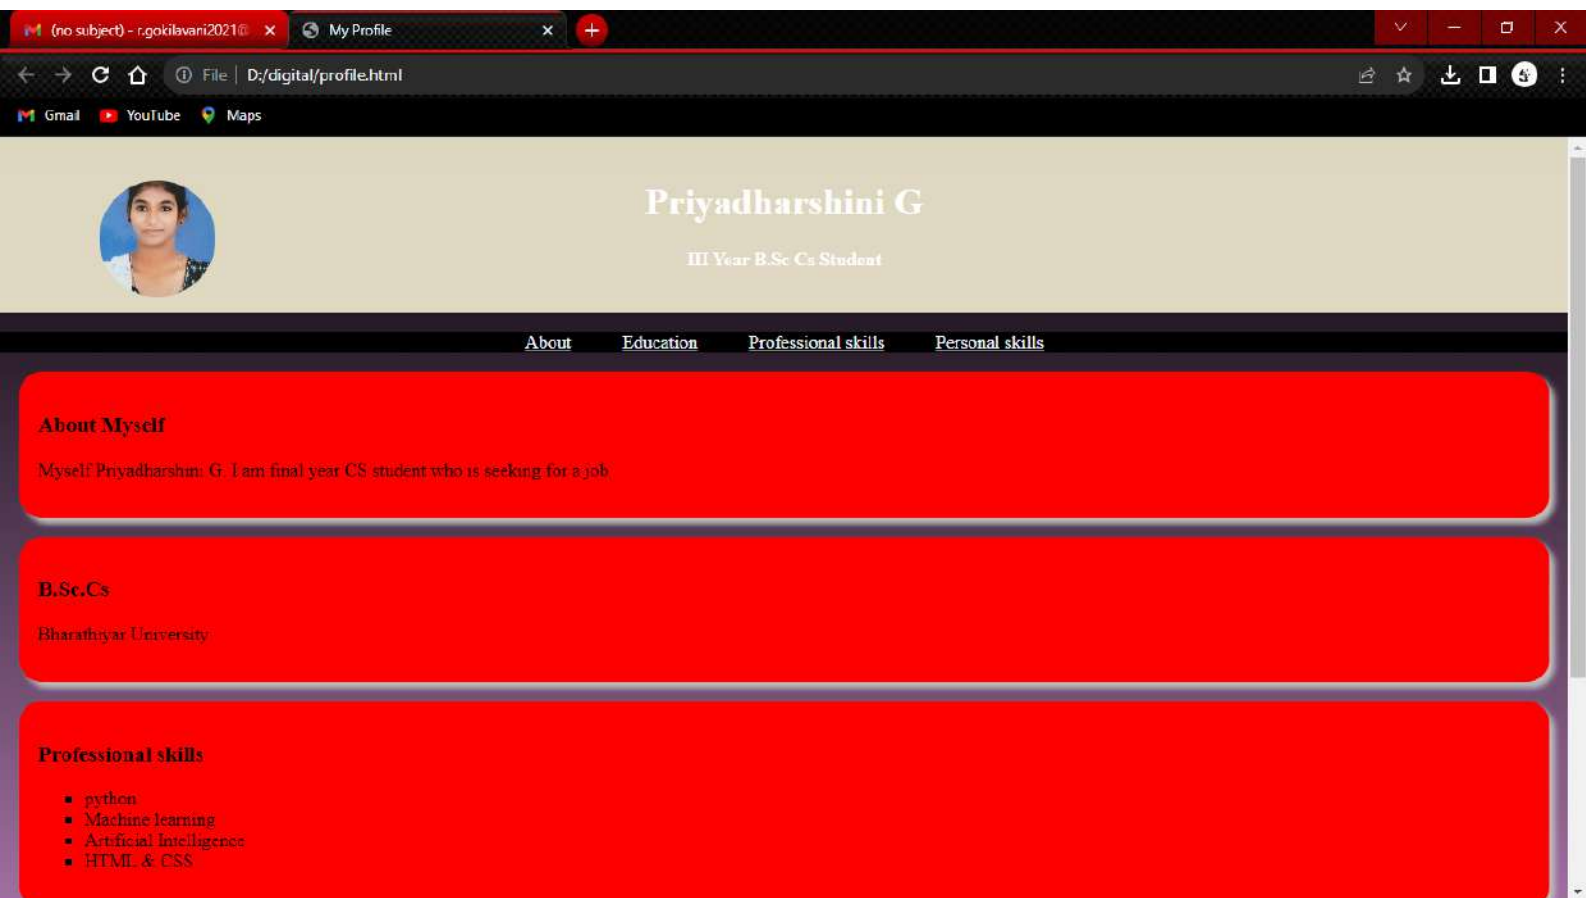 (no subject) - r.gokilavani2021@
My Profile
File | D:/digital/profile.html
Gmail YouTube Maps
Priyadharshini G
III Year B.Sc Cs Student
About Education Professional skills Personal skills
About Myself
Myself Priyadharshini G. I am final year CS student who is seeking for a job
B.Sc.Cs
Bharathiyar University
Professional skills
python
Machine learning
Artificial Intelligence
HTML & CSS